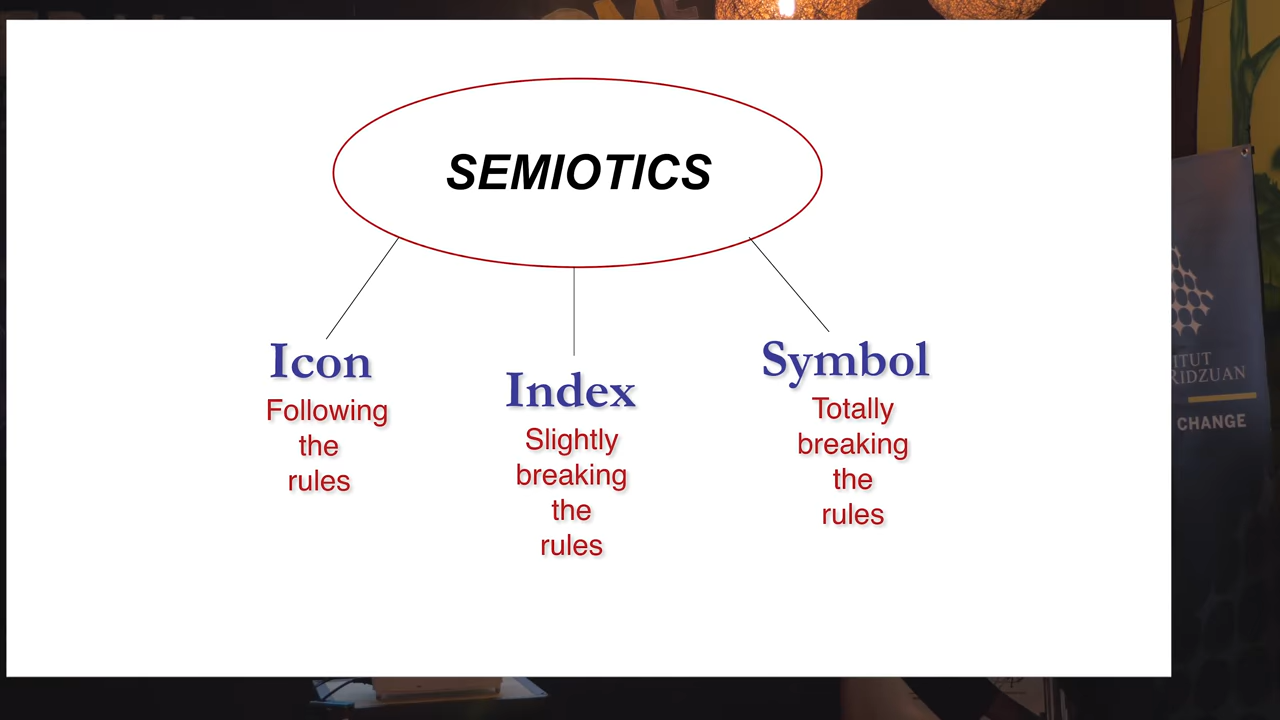 SEMIOTICS
Icon
Following
the
rules
Index
Slightly
breaking
the
rules
Symbol
Totally
breaking
the
rules
CHANGE